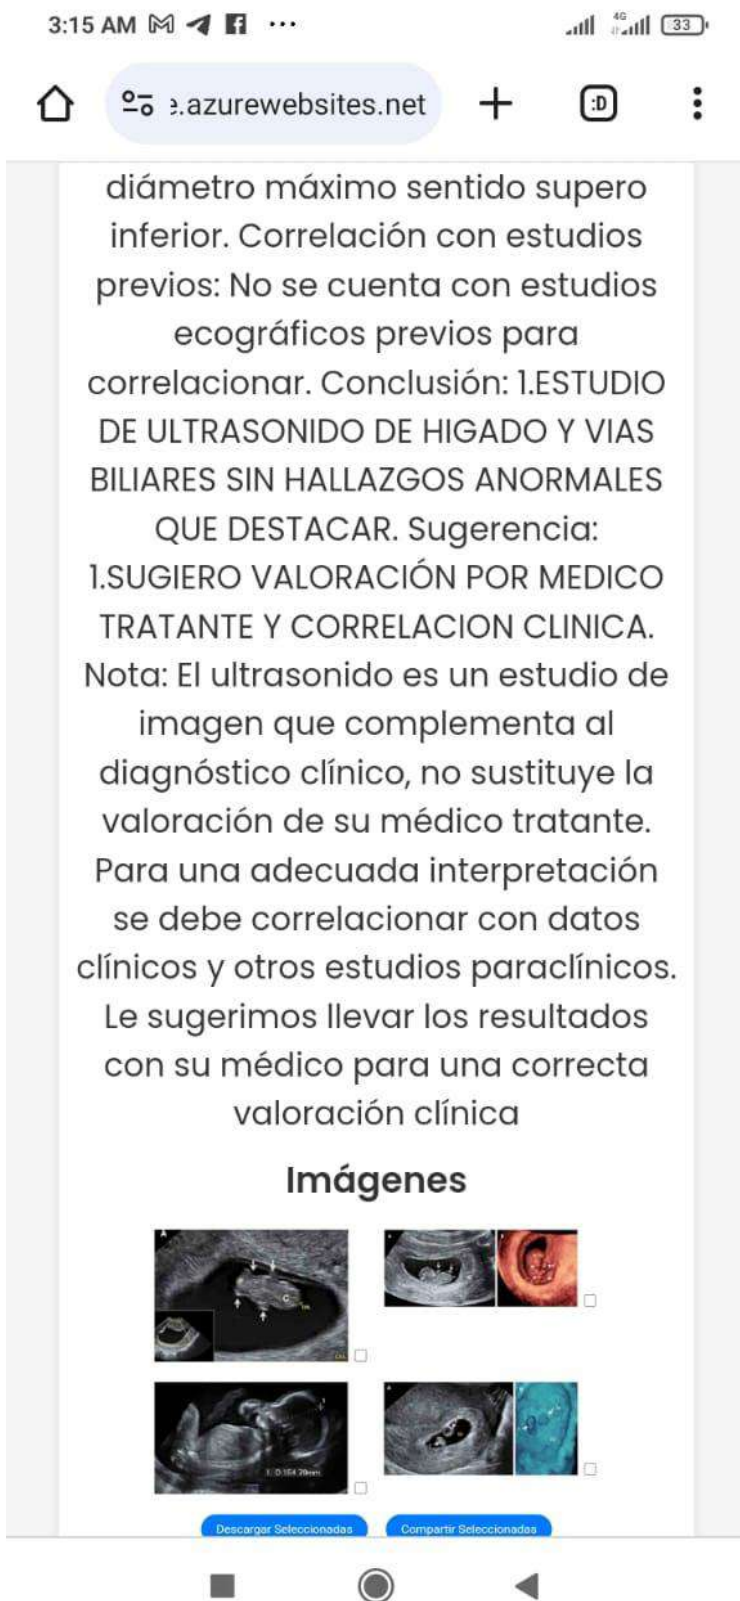 3:15 AM
4G
33
e.azurewebsites.net
:D
diámetro máximo sentido supero
inferior. Correlación con estudios
previos: No se cuenta con estudios
ecográficos previos para
correlacionar. Conclusión: 1.ESTUDIO
DE ULTRASONIDO DE HIGADO Y VIAS
BILIARES SIN HALLAZGOS ANORMALES
QUE DESTACAR. Sugerencia:
1.SUGIERO VALORACIÓN POR MEDICO
TRATANTE Y CORRELACION CLINICA.
Nota: El ultrasonido es un estudio de
imagen que complementa al
diagnóstico clínico, no sustituye la
valoración de su médico tratante.
Para una adecuada interpretación
se debe correlacionar con datos
clínicos y otros estudios paraclínicos.
Le sugerimos llevar los resultados
con su médico para una correcta
valoración clínica
Imágenes
A
C
Descargar Seleccionadas
Compartir Seleccionadas